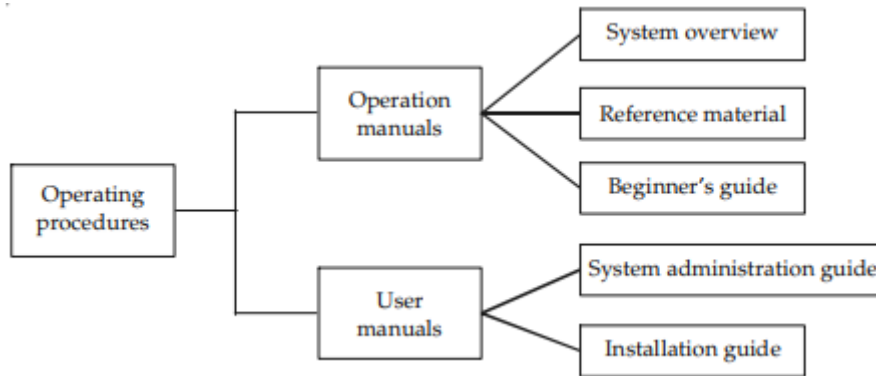 System overview
Operation
manuals
Reference material
Beginner's guide
Operating
procedures
System administration guide
User
manuals
Installation guide